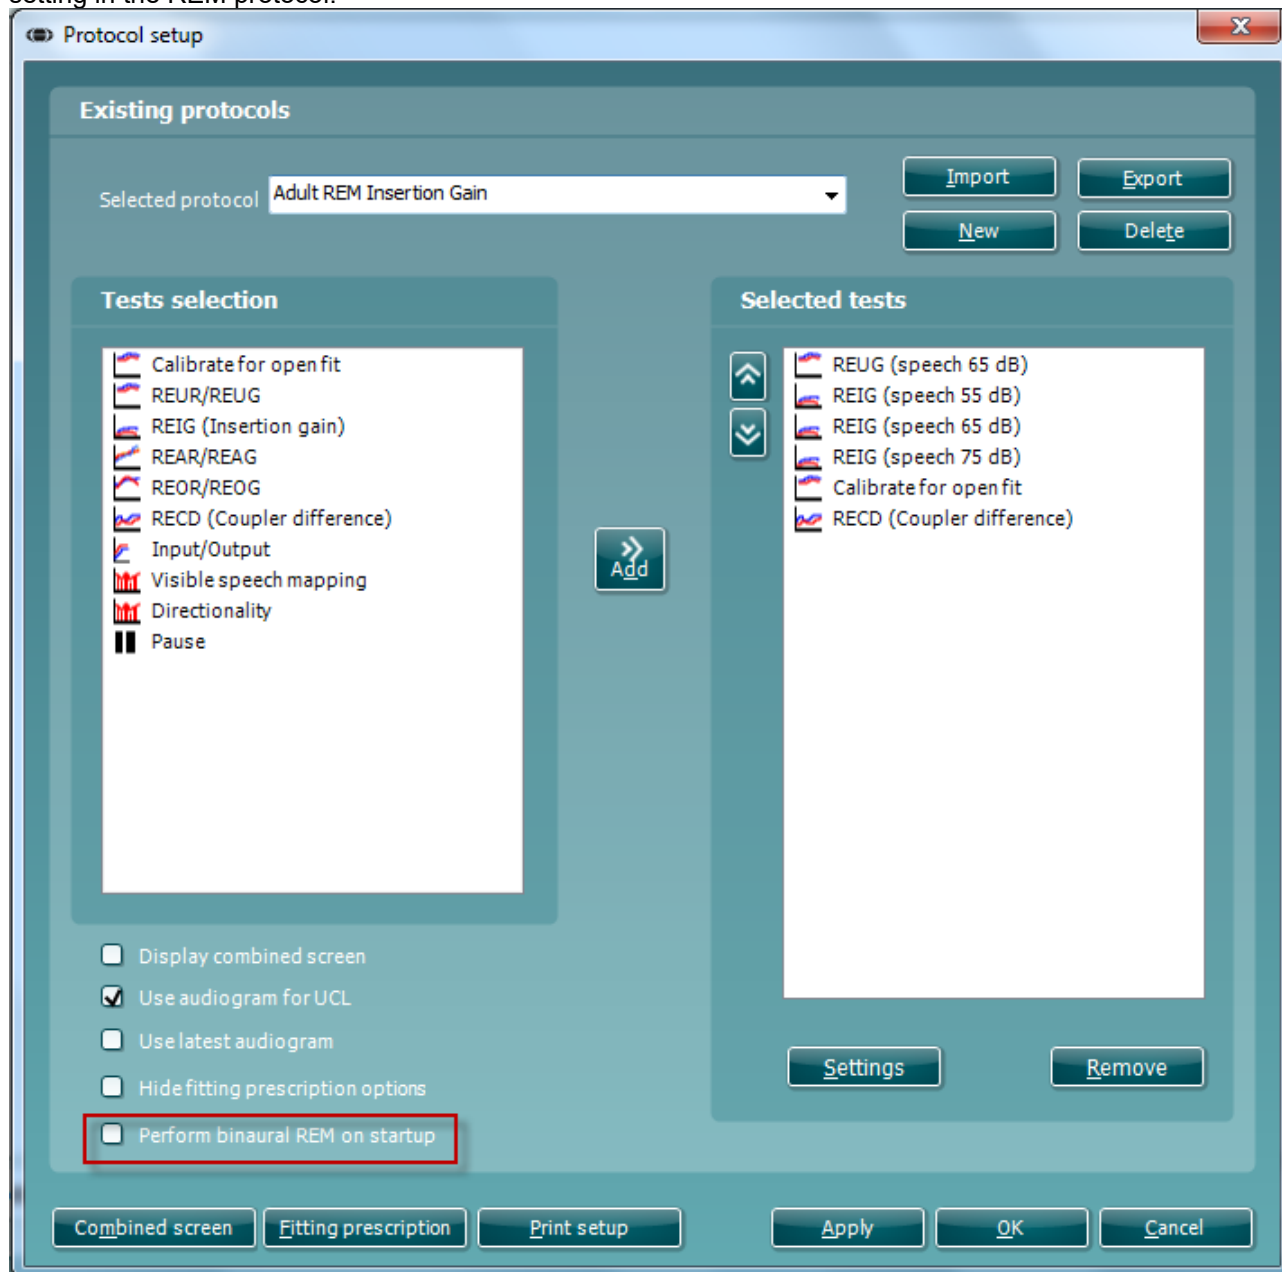 setting in the REM protocol.
Protocol setup
X
Existing protocols
Selected protocol Adult REM Insertion Gain
Import Export
New Delete
Tests selection
Calibrate for open fit
REUR/REUG
REIG (Insertion gain)
REAR/REAG
REOR/REOG
RECD (Coupler difference)
Input/Output
Visible speech mapping
Directionality
Pause
Add
Selected tests
REUG (speech 65 dB)
REIG (speech 55 dB)
REIG (speech 65 dB)
REIG (speech 75 dB)
Calibrate for open fit
RECD (Coupler difference)
Display combined screen
Use audiogram for UCL
Use latest audiogram
Hide fitting prescription options
Perform binaural REM on startup
Settings Remove
Combined screen Fitting prescription Print setup Apply OK Cancel